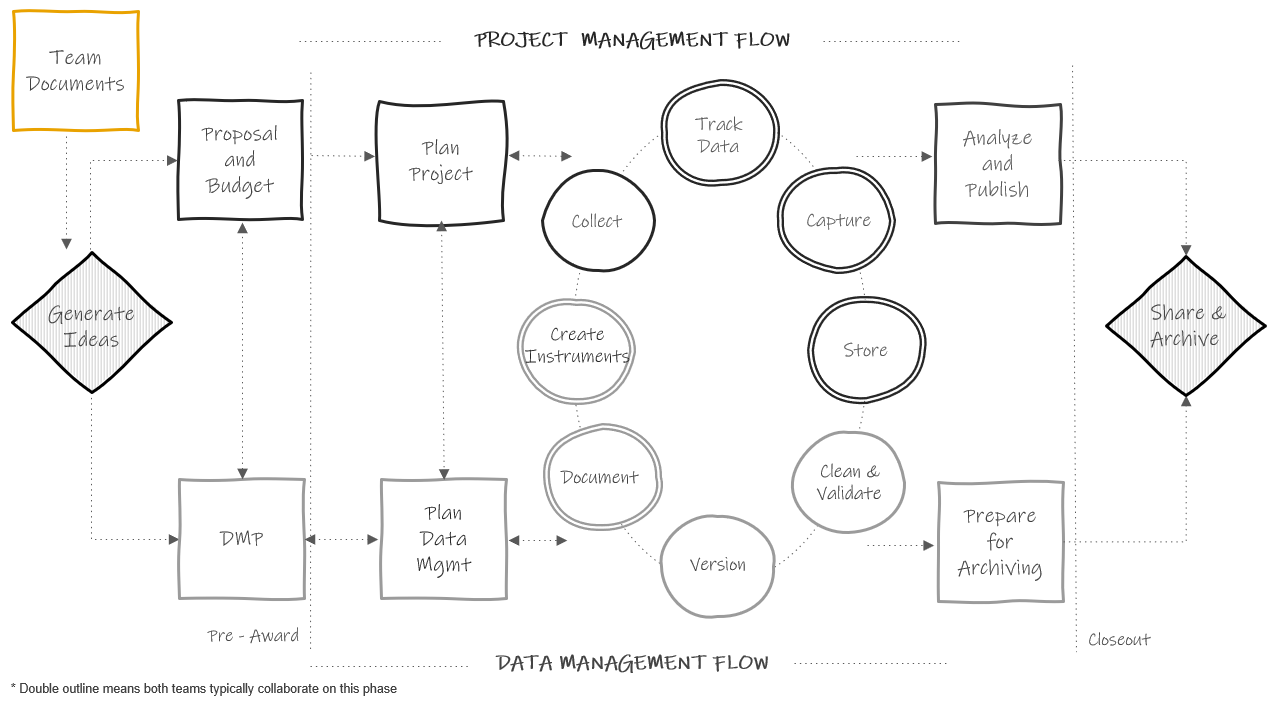 PROJECT MANAGEMENT FLOW
Team
Documents
Proposal
and
Budget
Plan
Project
Track
Data
Analyze
and
Publish
Collect
Capture
Generate
Ideas
Create
Instruments
Store
Share &
Archive
Document
Clean &
Validate
DMP
Plan
Data
Mgmt
Version
Prepare
for
Archiving
Pre - Award
Closeout
DATA MANAGEMENT FLOW
* Double outline means both teams typically collaborate on this phase